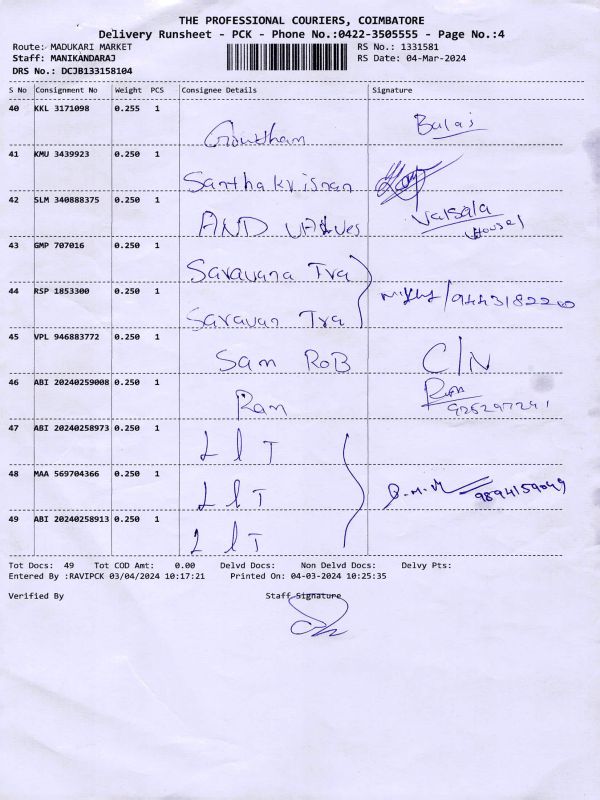 THE PROFESSIONAL COURIERS, COIMBATORE
Delivery Runsheet - PCK - Phone No.:0422-3505555 - Page No.:4
Route: MADUKARI MARKET RS No.: 1331581
Staff: MANIKANDARAJ RS Date: 04-Mar-2024
DRS No.: DCJB133158104
S No Consignment No Weight PCS Consignee Details Signature
40 KKL 3171098 0.255 1
Goutham Balaj
41 KMU 3439923 0.250 1
Santhakrisnan
42 SLM 340888375 0.250 1
AND valves Valsala
(House)
43 GMP 707016 0.250 1
Saravana Tra
44 RSP 1853300 0.250 1
Saravan Tra /9443182220
45 VPL 946883772 0.250 1
Sam RoB C/N
46 ABI 20240259008 0.250 1
Ram Ram
9252972291
47 ABI 20240258973 0.250 1
L l T
48 MAA 569704366 0.250 1
L l T 9894159049
49 ABI 20240258913 0.250 1
L l T
Tot Docs: 49 Tot COD Amt: 0.00 Delvd Docs: Non Delvd Docs: Delvy Pts:
Entered By :RAVIPCK 03/04/2024 10:17:21 Printed On: 04-03-2024 10:25:35
Verified By Staff Signature